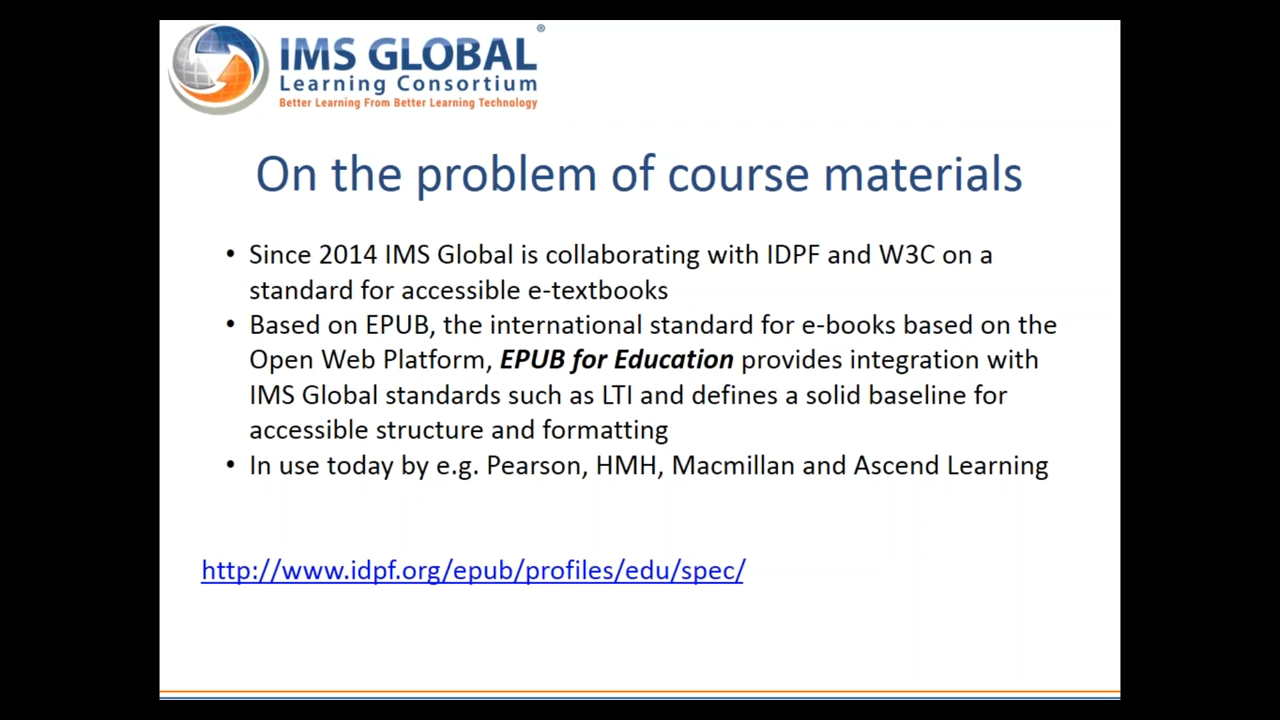 IMS GLOBAL®
Learning Consortium
Better Learning From Better Learning Technology
On the problem of course materials
• Since 2014 IMS Global is collaborating with IDPF and W3C on a
standard for accessible e-textbooks
• Based on EPUB, the international standard for e-books based on the
Open Web Platform, EPUB for Education provides integration with
IMS Global standards such as LTI and defines a solid baseline for
accessible structure and formatting
• In use today by e.g. Pearson, HMH, Macmillan and Ascend Learning
http://www.idpf.org/epub/profiles/edu/spec/